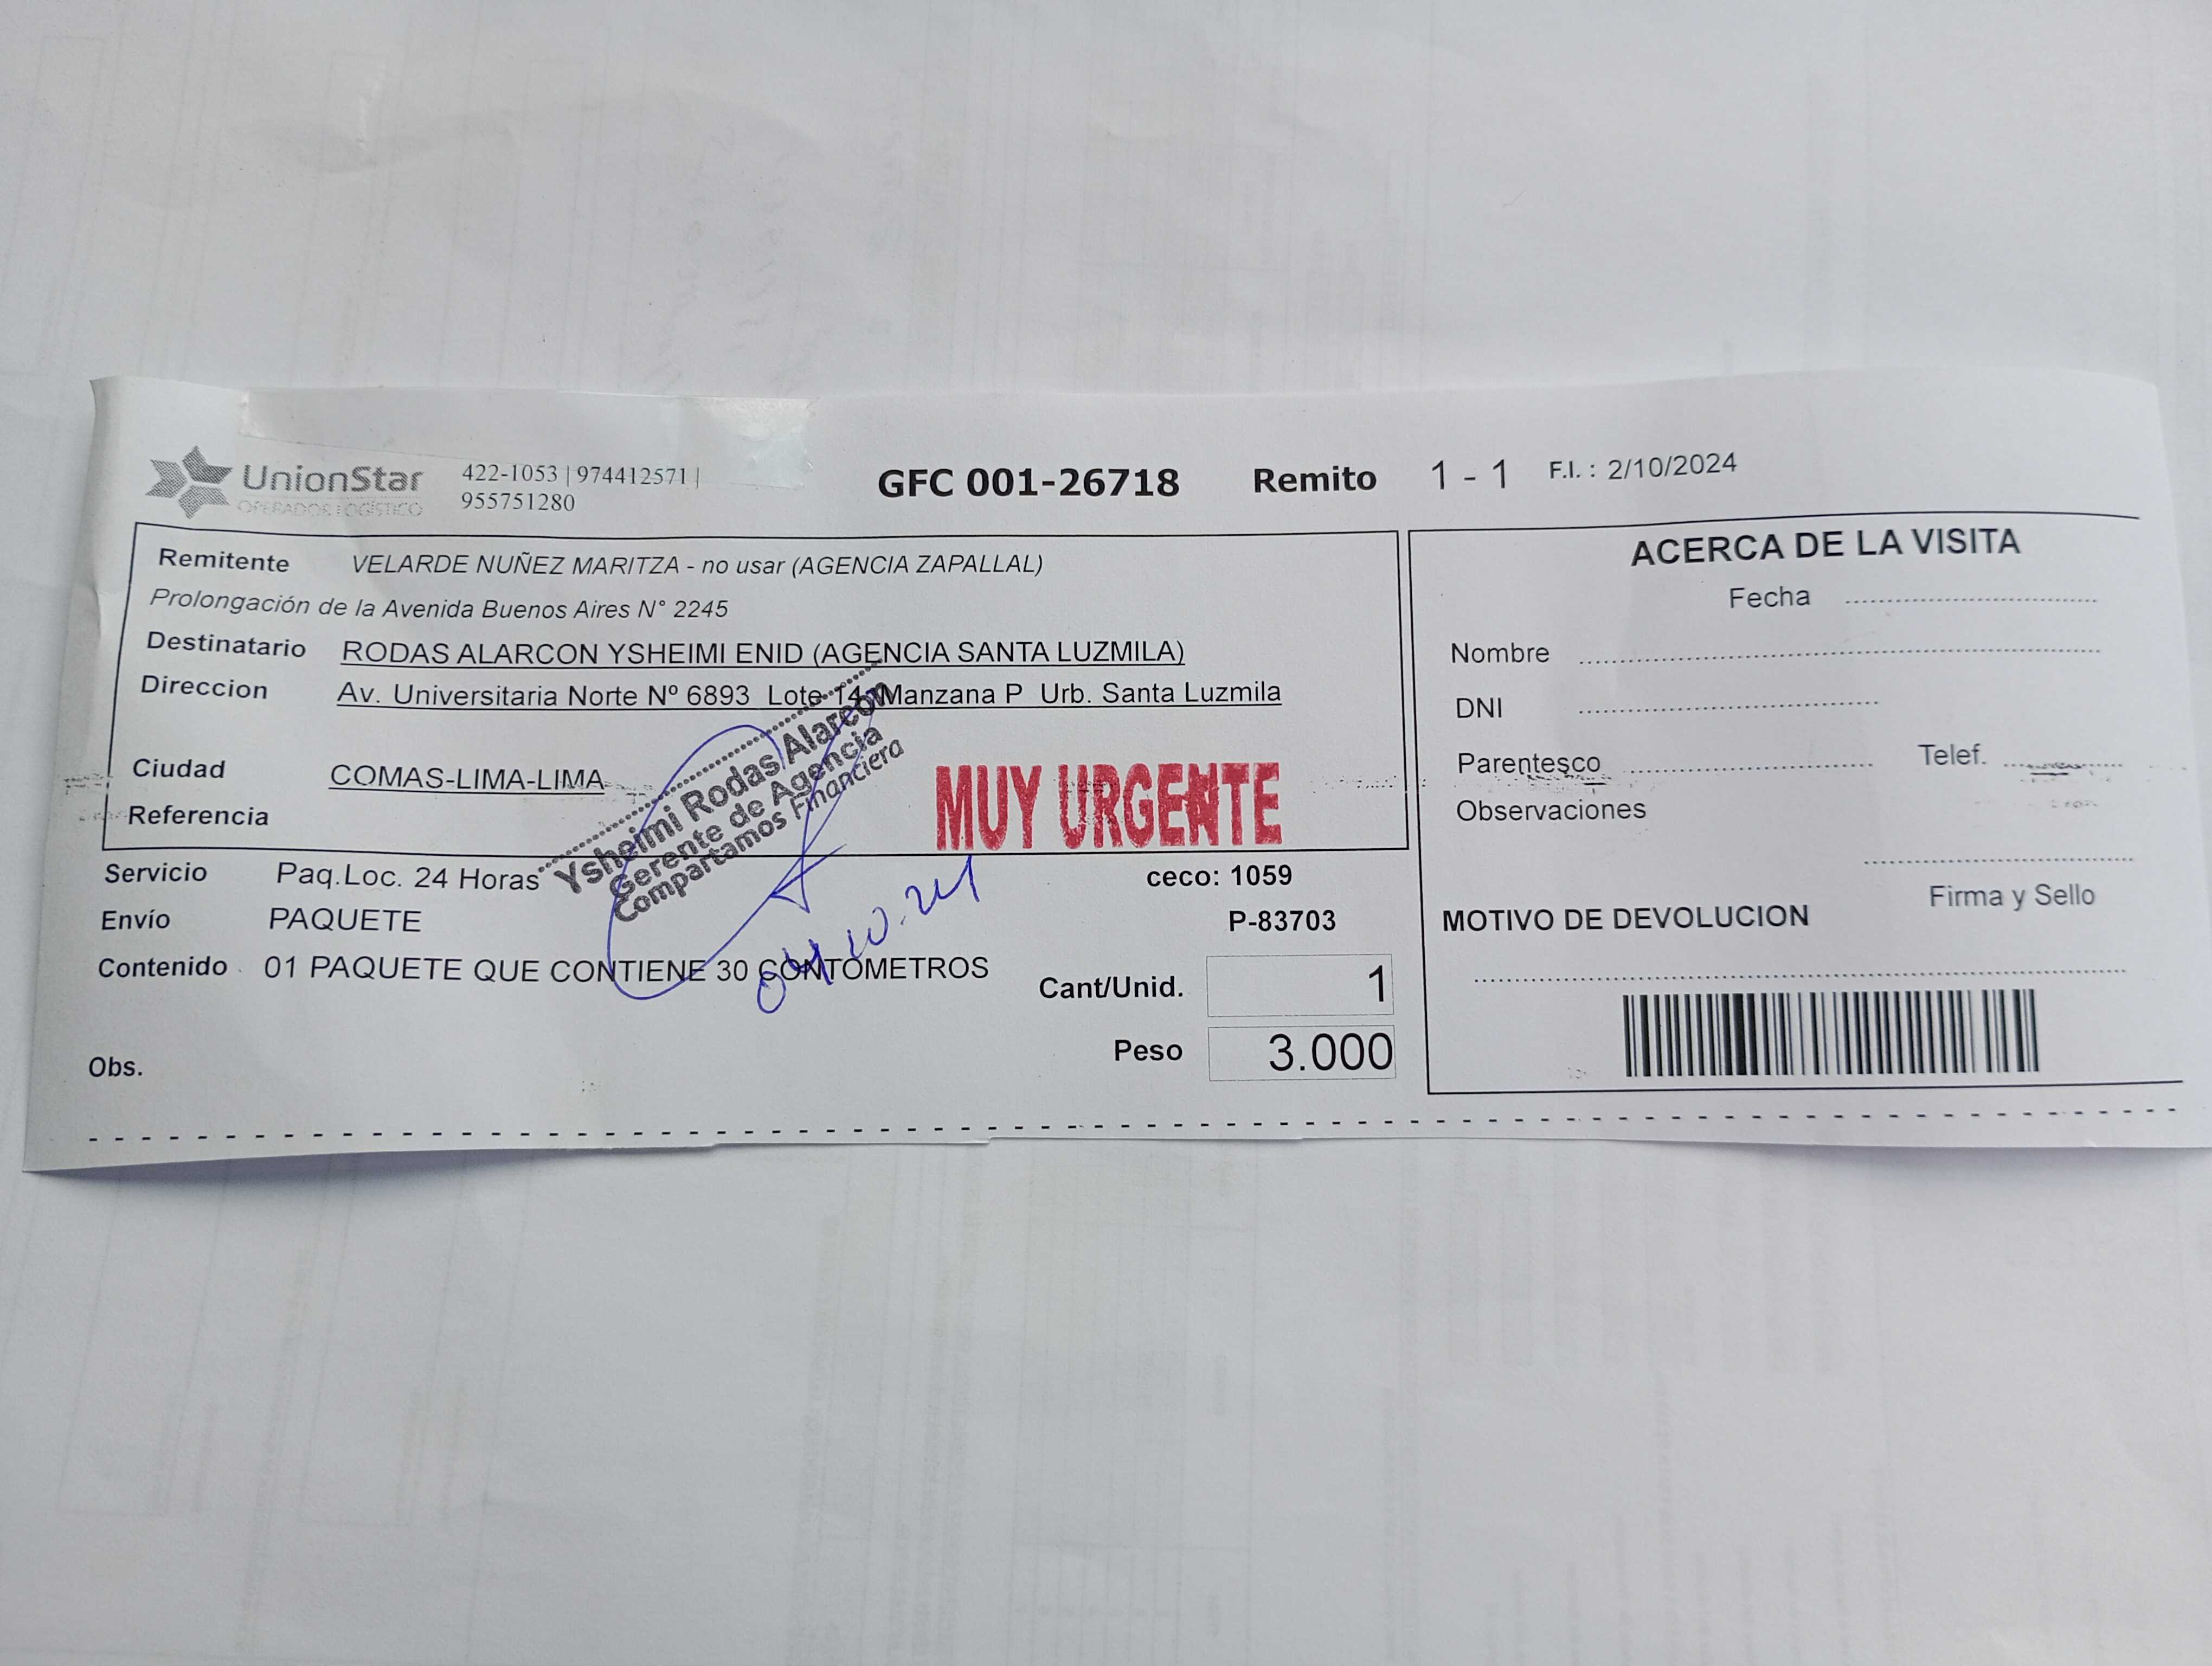 UnionStar
OPERADOR LOGÍSTICO
422-1053 | 974412571 |
955751280
GFC 001-26718 Remito 1 - 1 F.I. : 2/10/2024
Remitente VELARDE NUÑEZ MARITZA - no usar (AGENCIA ZAPALLAL)
Prolongación de la Avenida Buenos Aires N° 2245
Destinatario RODAS ALARCON YSHEIMI ENID (AGENCIA SANTA LUZMILA)
Direccion Av. Universitaria Norte Nº 6893 Lote 14 Manzana P Urb. Santa Luzmila
Ciudad COMAS-LIMA-LIMA
Referencia
Ysheimi Rodas Alarcon
Gerente de Agencia
Compartamos Financiera
MUY URGENTE
Servicio Paq.Loc. 24 Horas
ceco: 1059
Envío PAQUETE
P-83703
04.10.24
Contenido 01 PAQUETE QUE CONTIENE 30 CONTOMETROS
Cant/Unid. 1
Peso 3.000
Obs.
ACERCA DE LA VISITA
Fecha
Nombre
DNI
Parentesco Telef.
Observaciones
Firma y Sello
MOTIVO DE DEVOLUCION